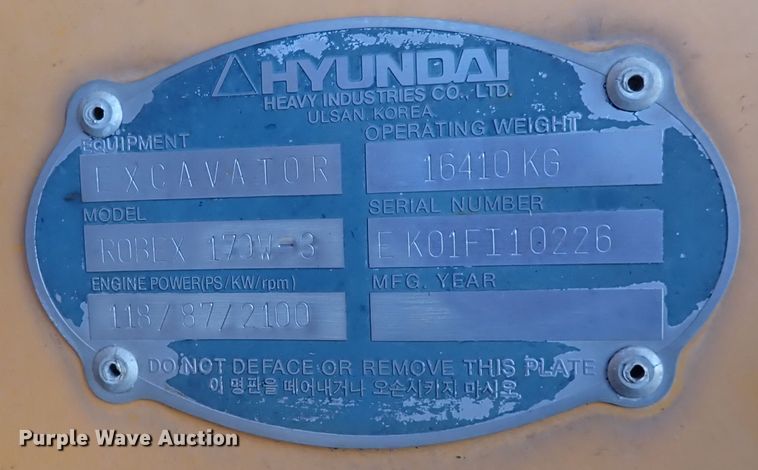 HYUNDAI
HEAVY INDUSTRIES CO., LTD.
ULSAN, KOREA
EQUIPMENT
EXCAVATOR
OPERATING WEIGHT
16410 KG
MODEL
ROBEX 170W-3
SERIAL NUMBER
EK01FI10226
ENGINE POWER(PS/KW/rpm)
118/87/2100
MFG. YEAR
DO NOT DEFACE OR REMOVE THIS PLATE
이 명판을 떼어내거나 오손시키지 마시오
Purple Wave Auction